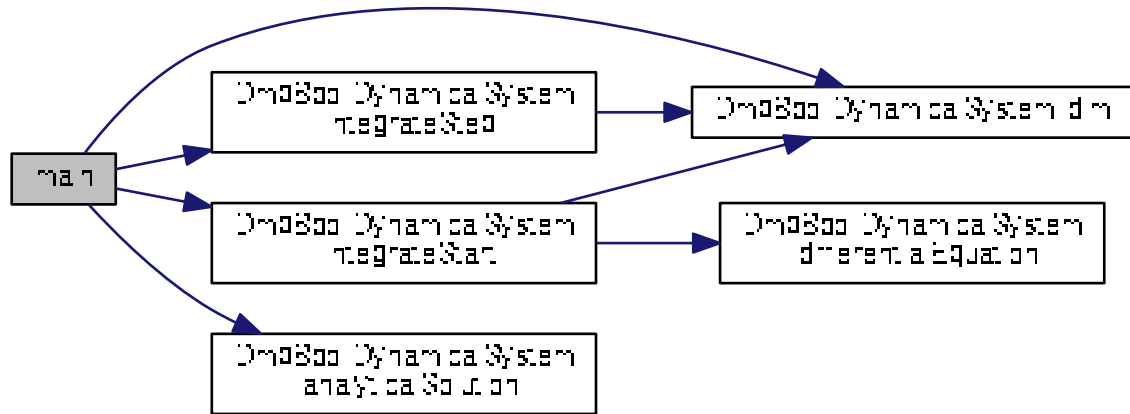 main
DmpBbo::DynamicalSystem
::integrateStep
DmpBbo::DynamicalSystem::dim
DmpBbo::DynamicalSystem
::integrateStart
DmpBbo::DynamicalSystem
::differentialEquation
DmpBbo::DynamicalSystem
::analyticalSolution